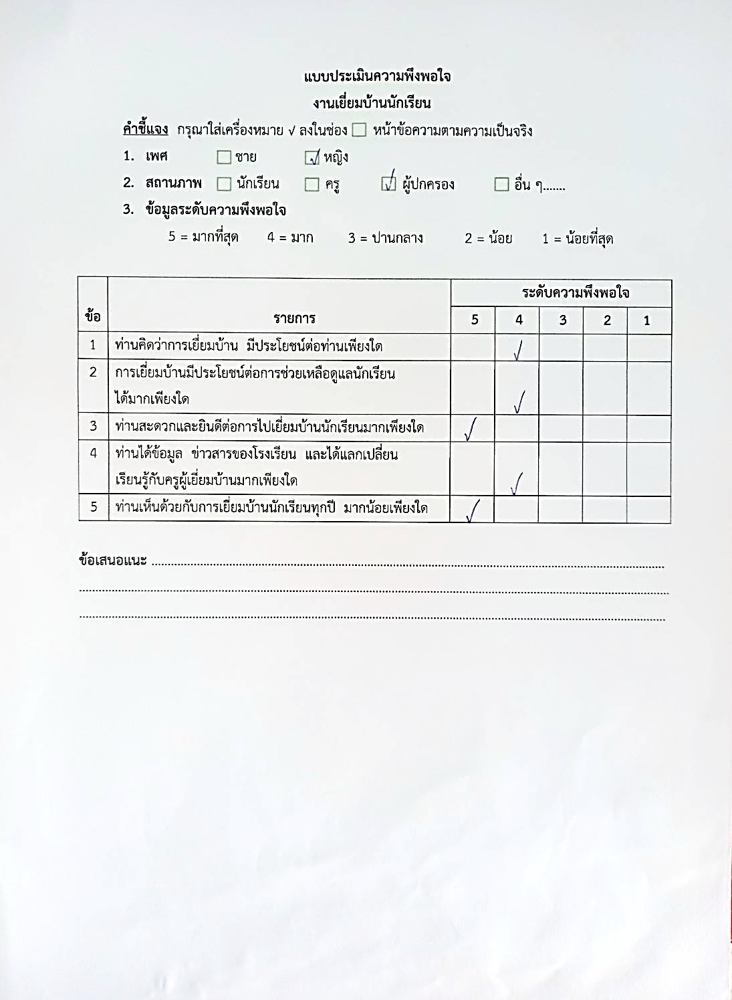 แบบประเมินความพึงพอใจ
งานเยี่ยมบ้านนักเรียน
คำชี้แจง กรุณาใส่เครื่องหมาย √ ลงในช่อง ☐ หน้าข้อความตามความเป็นจริง
1. เพศ ☐ ชาย ☑ หญิง
2. สถานภาพ ☐ นักเรียน ☐ ครู ☑ ผู้ปกครอง ☐ อื่น ๆ.......
3. ข้อมูลระดับความพึงพอใจ
5 = มากที่สุด 4 = มาก 3 = ปานกลาง 2 = น้อย 1 = น้อยที่สุด
ระดับความพึงพอใจ
ข้อ รายการ 5 4 3 2 1
1 ท่านคิดว่าการเยี่ยมบ้าน มีประโยชน์ต่อท่านเพียงใด ✓
2 การเยี่ยมบ้านมีประโยชน์ต่อการช่วยเหลือดูแลนักเรียน
ได้มากเพียงใด ✓
3 ท่านสะดวกและยินดีต่อการไปเยี่ยมบ้านนักเรียนมากเพียงใด ✓
4 ท่านได้ข้อมูล ข่าวสารของโรงเรียน และได้แลกเปลี่ยน
เรียนรู้กับครูผู้เยี่ยมบ้านมากเพียงใด ✓
5 ท่านเห็นด้วยกับการเยี่ยมบ้านนักเรียนทุกปี มากน้อยเพียงใด ✓
ข้อเสนอแนะ